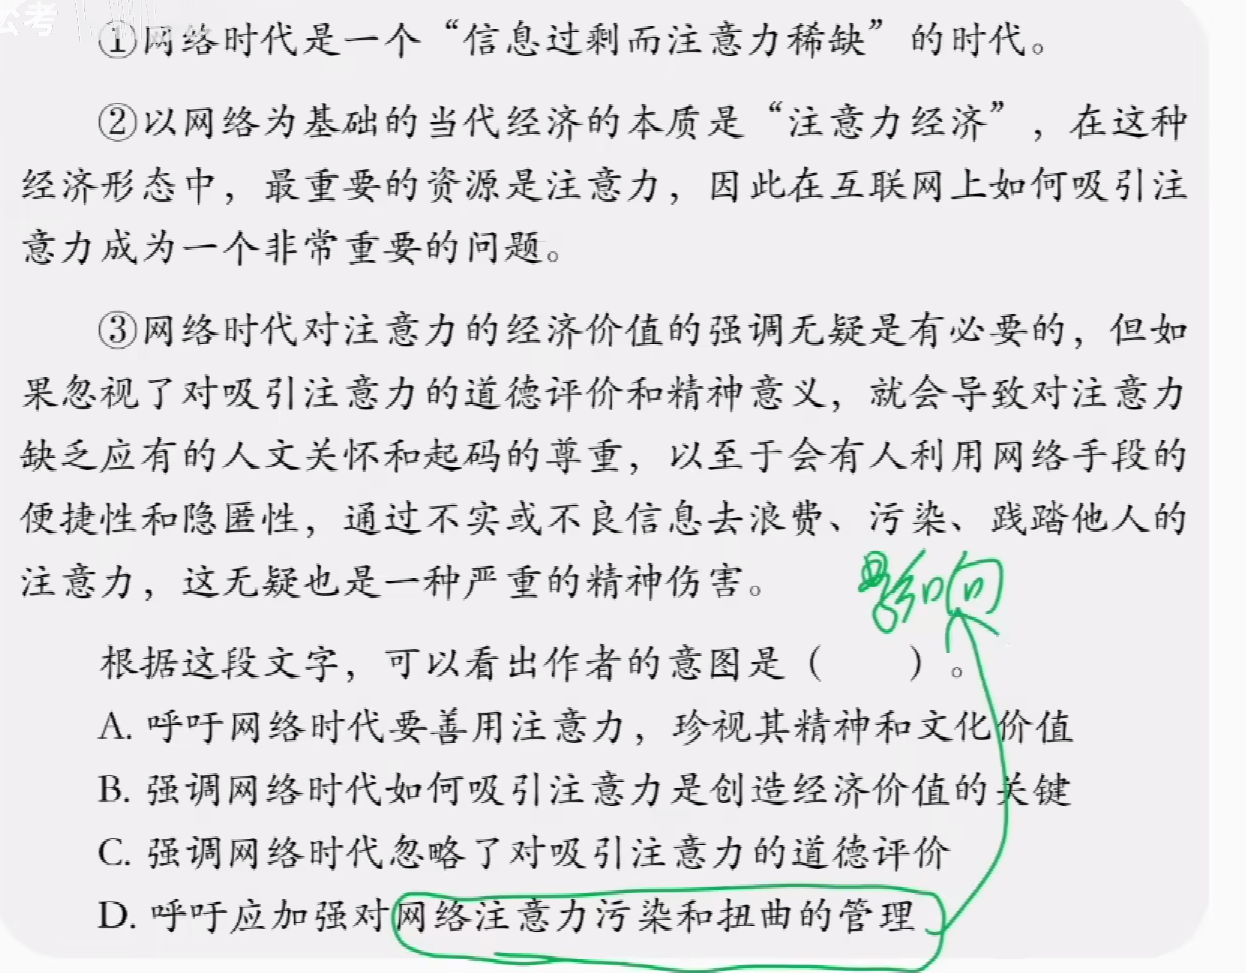 公考
①网络时代是一个“信息过剩而注意力稀缺”的时代。
②以网络为基础的当代经济的本质是“注意力经济”，在这种
经济形态中，最重要的资源是注意力，因此在互联网上如何吸引注
意力成为一个非常重要的问题。
③网络时代对注意力的经济价值的强调无疑是有必要的，但如
果忽视了对吸引注意力的道德评价和精神意义，就会导致对注意力
缺乏应有的人文关怀和起码的尊重，以至于会有人利用网络手段的
便捷性和隐匿性，通过不实或不良信息去浪费、污染、践踏他人的
注意力，这无疑也是一种严重的精神伤害。
影响
根据这段文字，可以看出作者的意图是（　　）。
A. 呼吁网络时代要善用注意力，珍视其精神和文化价值
B. 强调网络时代如何吸引注意力是创造经济价值的关键
C. 强调网络时代忽略了对吸引注意力的道德评价
D. 呼吁应加强对网络注意力污染和扭曲的管理